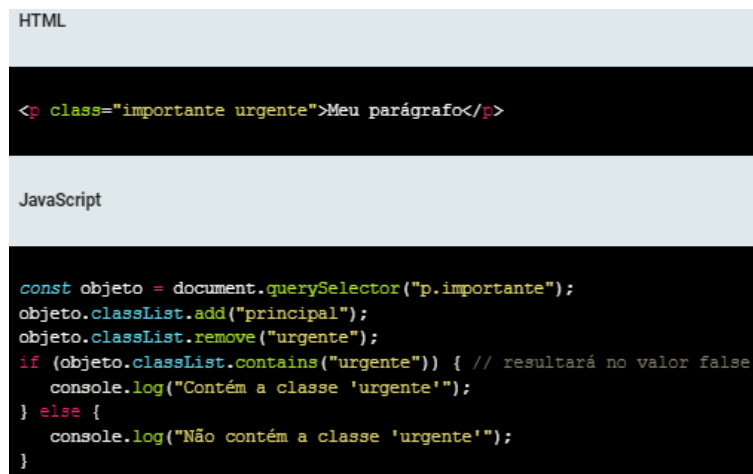 HTML
<p class="importante urgente">Meu parágrafo</p>
JavaScript
const objeto = document.querySelector("p.importante");
objeto.classList.add("principal");
objeto.classList.remove("urgente");
if (objeto.classList.contains("urgente")) { // resultará no valor false
   console.log("Contém a classe 'urgente'");
} else {
   console.log("Não contém a classe 'urgente'");
}